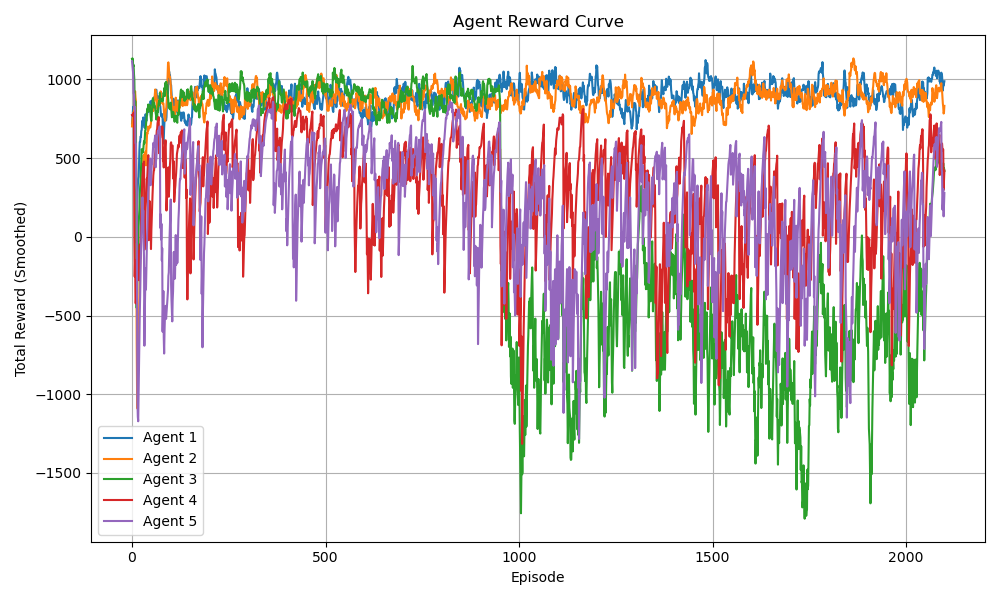 Agent Reward Curve
Total Reward (Smoothed)
1000
500
0
−500
−1000
−1500
Agent 1
Agent 2
Agent 3
Agent 4
Agent 5
0
500
1000
1500
2000
Episode